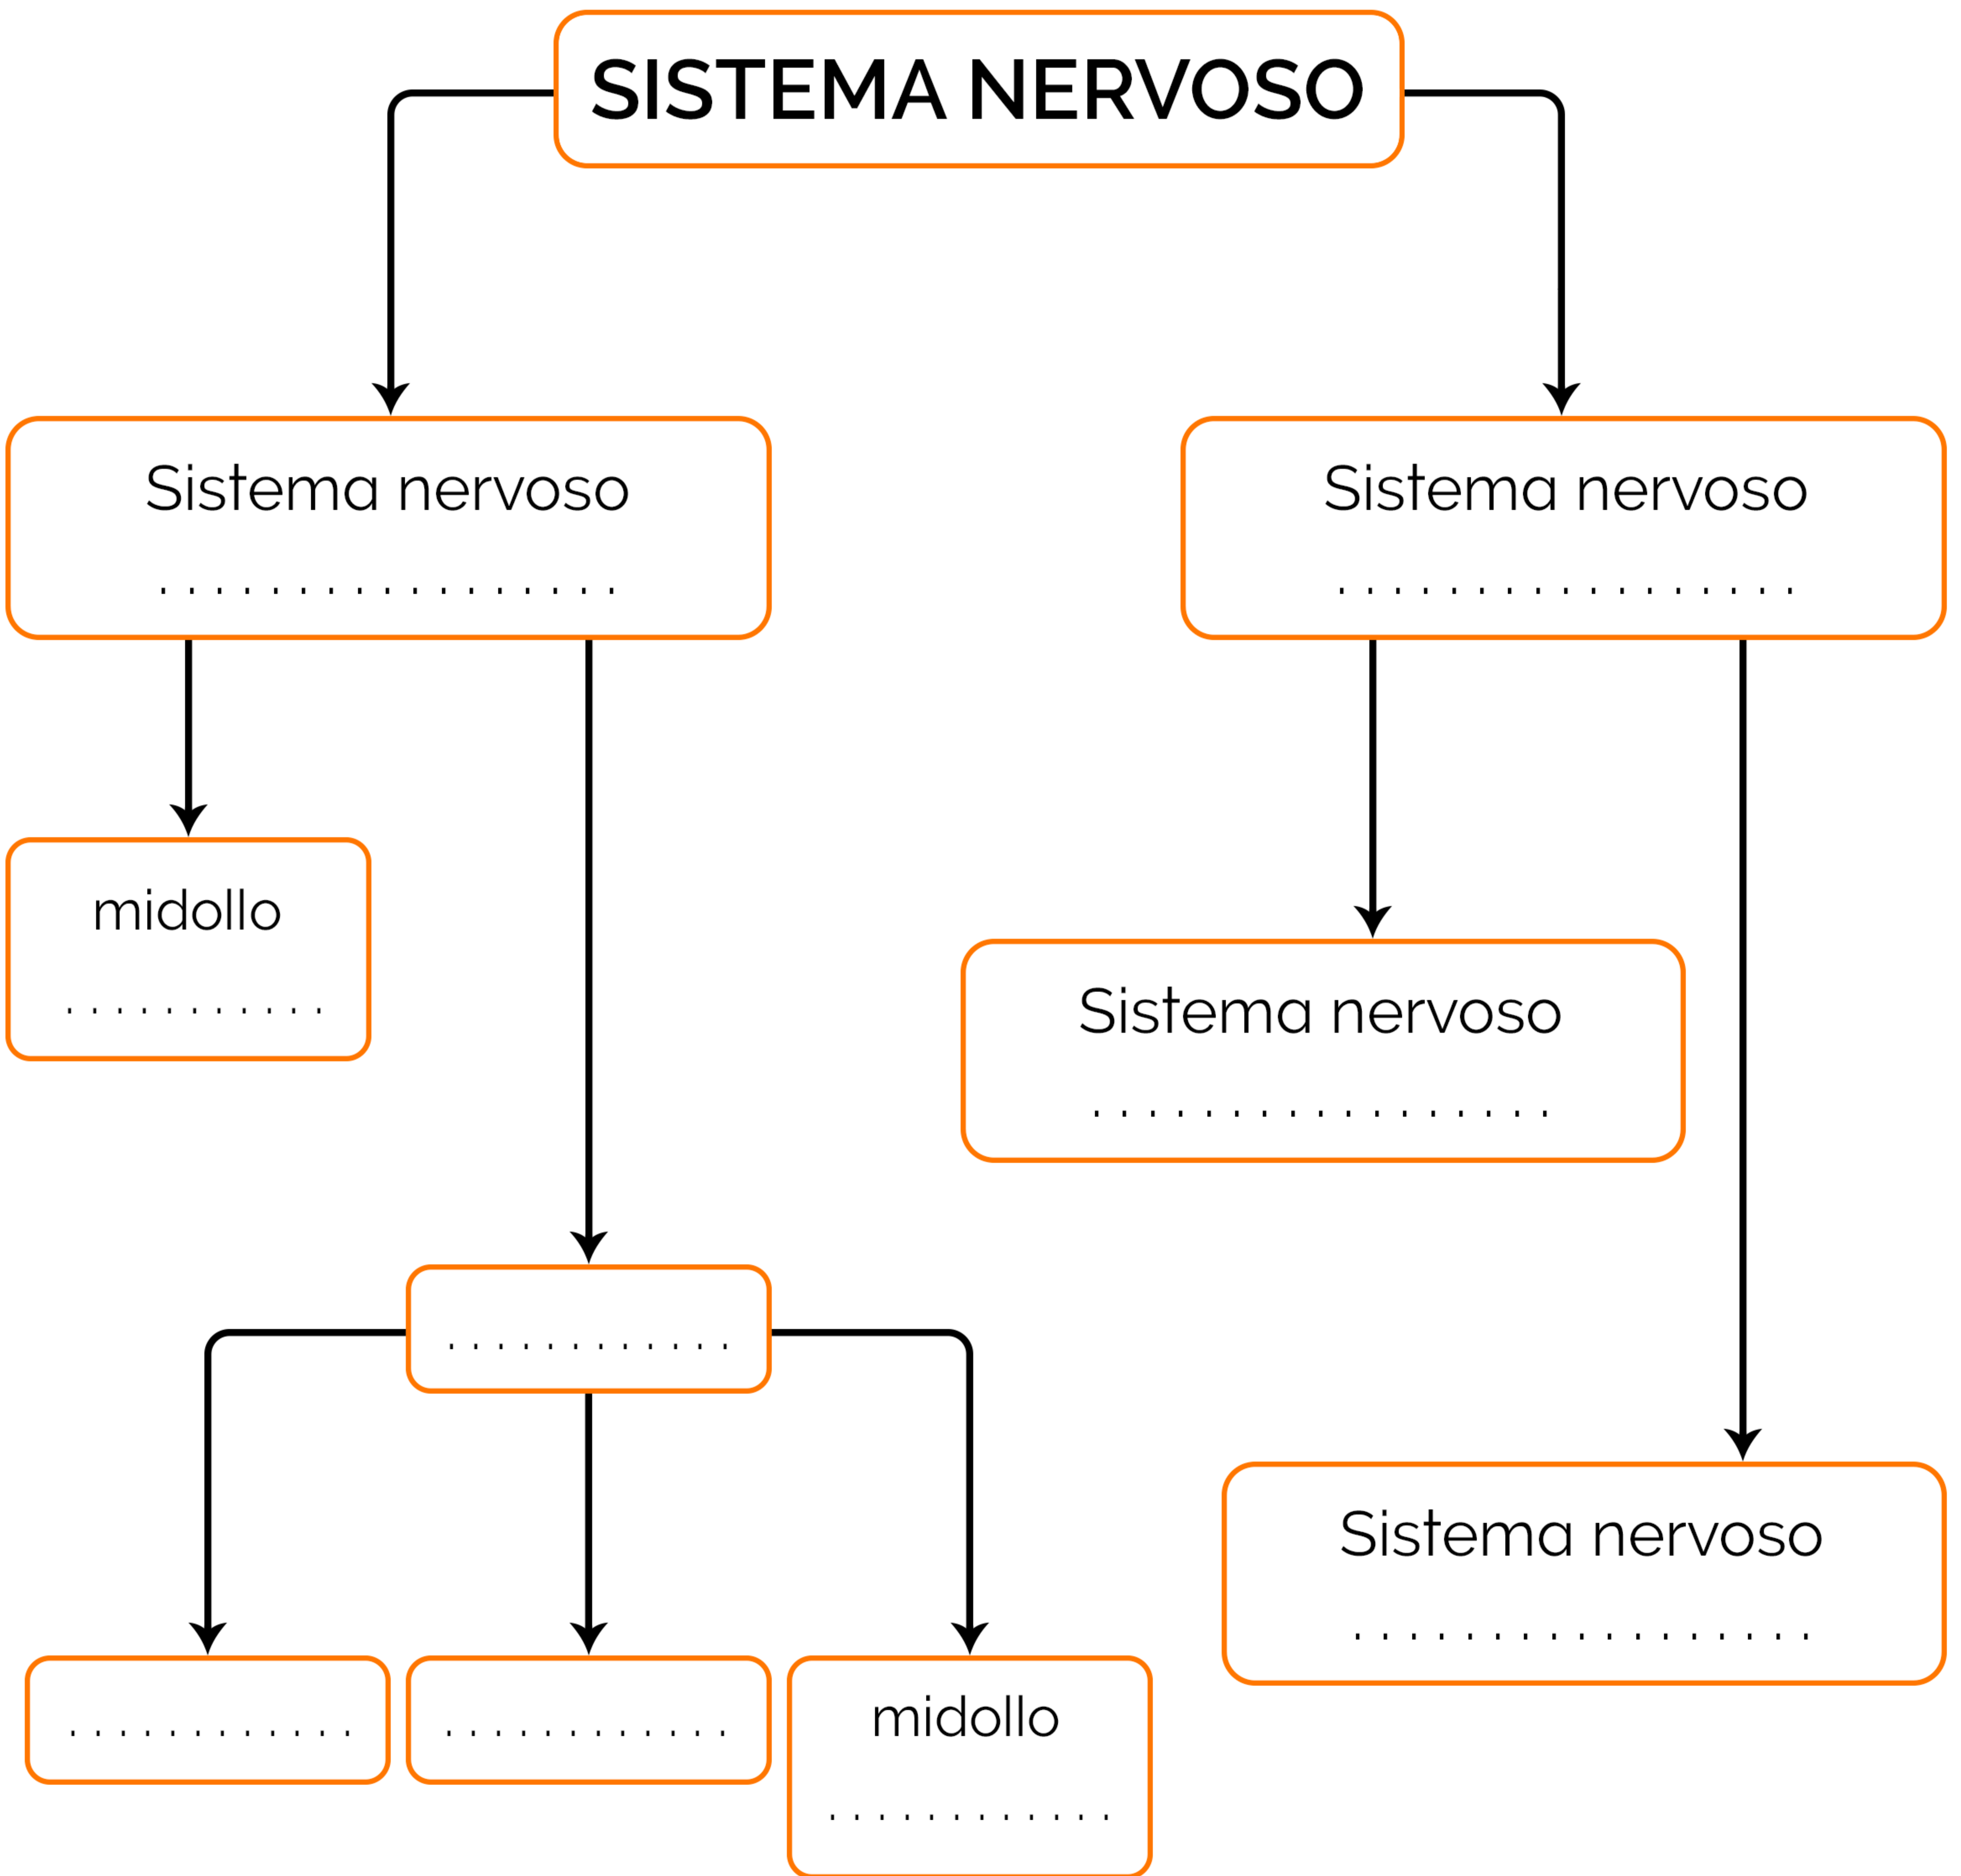 SISTEMA NERVOSO
Sistema nervoso
. . . . . . . . . . . . . . . . .
Sistema nervoso
. . . . . . . . . . . . . . . . .
midollo
. . . . . . . . . . .
Sistema nervoso
. . . . . . . . . . . . . . . . .
. . . . . . . . . . . .
Sistema nervoso
. . . . . . . . . . . . . . . . .
. . . . . . . . . . . .
. . . . . . . . . . . .
midollo
. . . . . . . . . . . .